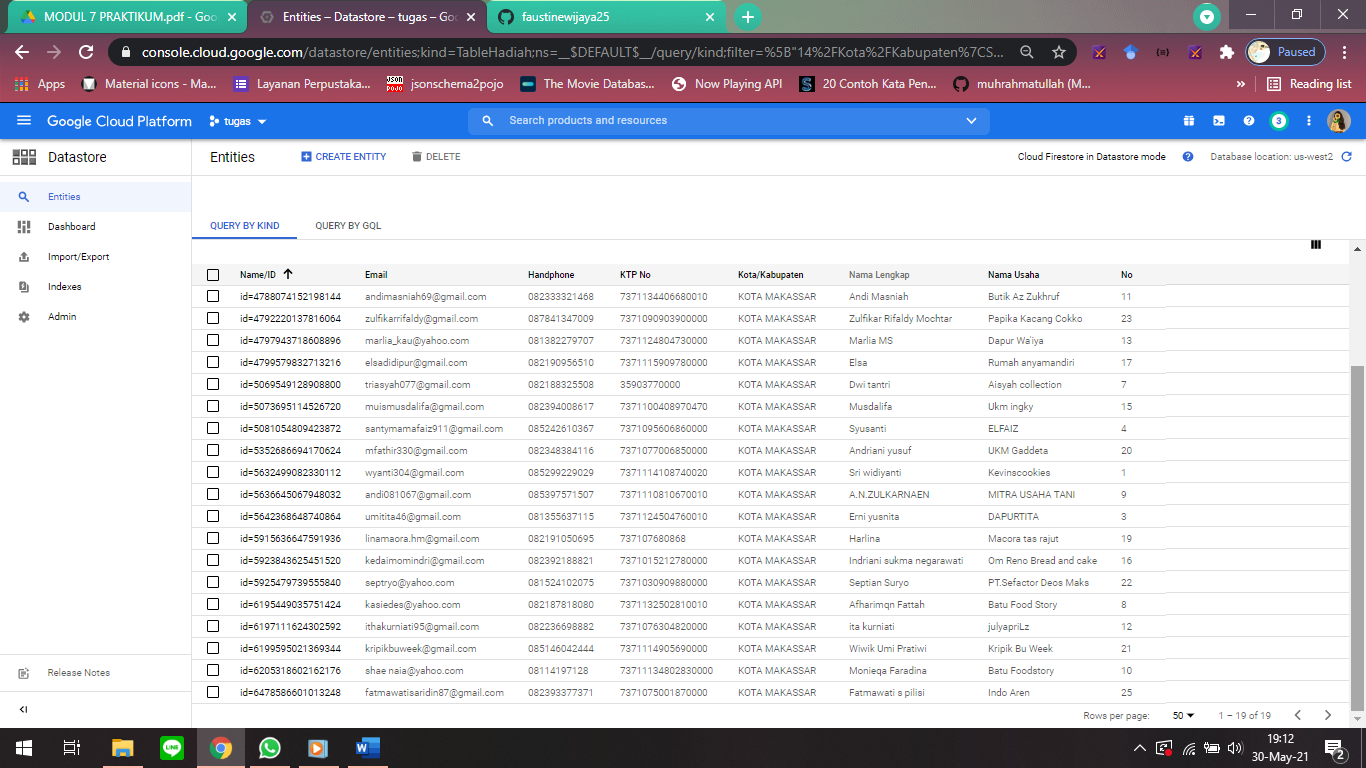 MODUL 7 PRAKTIKUM.pdf - Goo
Entities – Datastore – tugas – Goo
faustinewijaya25
console.cloud.google.com/datastore/entities;kind=TableHadiah;ns=__$DEFAULT$__/query/kind;filter=%5B"14%2FKota%2FKabupaten%7CS...
Paused
Apps
Material icons - Ma...
Layanan Perpustaka...
jsonschema2pojo
The Movie Databas...
Now Playing API
20 Contoh Kata Pen...
muhrahmatullah (M...
»
Reading list
Google Cloud Platform
tugas
Search products and resources
3
Datastore
Entities
CREATE ENTITY
DELETE
Cloud Firestore in Datastore mode
Database location: us-west2
Entities
Dashboard
Import/Export
Indexes
Admin
Release Notes
QUERY BY KIND
QUERY BY GQL
Name/ID Email Handphone KTP No Kota/Kabupaten Nama Lengkap Nama Usaha No
id=4788074152198144 andimasniah69@gmail.com 082333321468 7371134406680010 KOTA MAKASSAR Andi Masniah Butik Az Zukhruf 11
id=4792220137816064 zulfikarrifaldy@gmail.com 087841347009 7371090903900000 KOTA MAKASSAR Zulfikar Rifaldy Mochtar Papika Kacang Cokko 23
id=4797943718608896 marlia_kau@yahoo.com 081382279707 7371124804730000 KOTA MAKASSAR Marlia MS Dapur Wa'iya 13
id=4799579832713216 elsadidipur@gmail.com 082190956510 7371115909780000 KOTA MAKASSAR Elsa Rumah anyamandiri 17
id=5069549128908800 triasyah077@gmail.com 082188325508 35903770000 KOTA MAKASSAR Dwi tantri Aisyah collection 7
id=5073695114526720 muismusdalifa@gmail.com 082394008617 7371100408970470 KOTA MAKASSAR Musdalifa Ukm ingky 15
id=5081054809423872 santymamafaiz911@gmail.com 085242610367 7371095606860000 KOTA MAKASSAR Syusanti ELFAIZ 4
id=5352686694170624 mfathir330@gmail.com 082348384116 7371077006850000 KOTA MAKASSAR Andriani yusuf UKM Gaddeta 20
id=5632499082330112 wyanti304@gmail.com 085299229029 7371114108740020 KOTA MAKASSAR Sri widiyanti Kevinscookies 1
id=5636645067948032 andi081067@gmail.com 085397571507 7371110810670010 KOTA MAKASSAR A.N.ZULKARNAEN MITRA USAHA TANI 9
id=5642368648740864 umitita46@gmail.com 081355637115 7371124504760010 KOTA MAKASSAR Erni yusnita DAPURTITA 3
id=5915636647591936 linamaora.hm@gmail.com 082191050695 737107680868 KOTA MAKASSAR Harlina Macora tas rajut 19
id=5923843625451520 kedaimomindri@gmail.com 082392188821 7371015212780000 KOTA MAKASSAR Indriani sukma negarawati Om Reno Bread and cake 16
id=5925479739555840 septryo@yahoo.com 081524102075 7371030909880000 KOTA MAKASSAR Septian Suryo PT.Sefactor Deos Maks 22
id=6195449035751424 kasiedes@yahoo.com 082187818080 7371132502810010 KOTA MAKASSAR Afharimqn Fattah Batu Food Story 8
id=6197111624302592 ithakurniati95@gmail.com 082236698882 7371076304820000 KOTA MAKASSAR ita kurniati julyapriLz 12
id=6199595021369344 kripikbuweek@gmail.com 085146042444 7371114905690000 KOTA MAKASSAR Wiwik Umi Pratiwi Kripik Bu Week 21
id=6205318602162176 shae naia@yahoo.com 08114197128 73711134802830000 KOTA MAKASSAR Monieqa Faradina Batu Foodstory 10
id=6478586601013248 fatmawatisaridin87@gmail.com 082393377371 7371075001870000 KOTA MAKASSAR Fatmawati s pilisi Indo Aren 25
Rows per page: 50 1 – 19 of 19
19:12
30-May-21
2